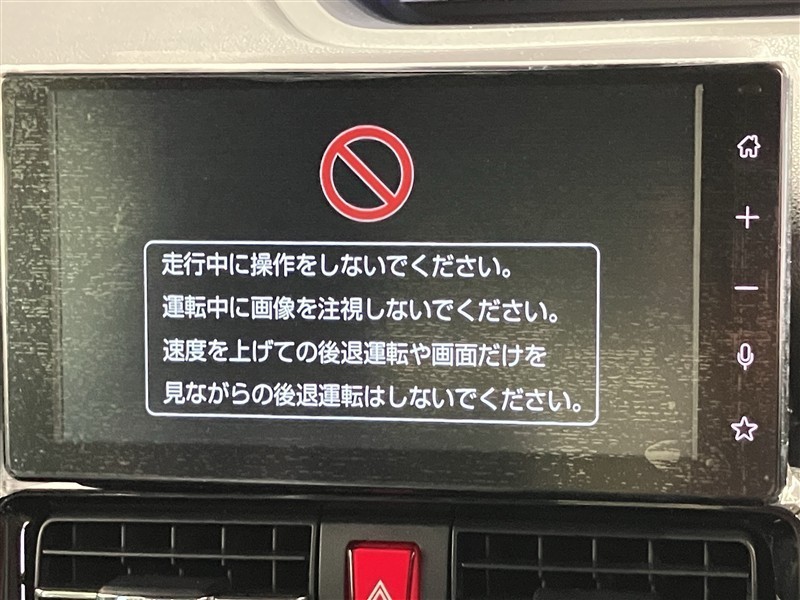 走行中に操作をしないでください。
運転中に画像を注視しないでください。
速度を上げての後退運転や画面だけを
見ながらの後退運転はしないでください。